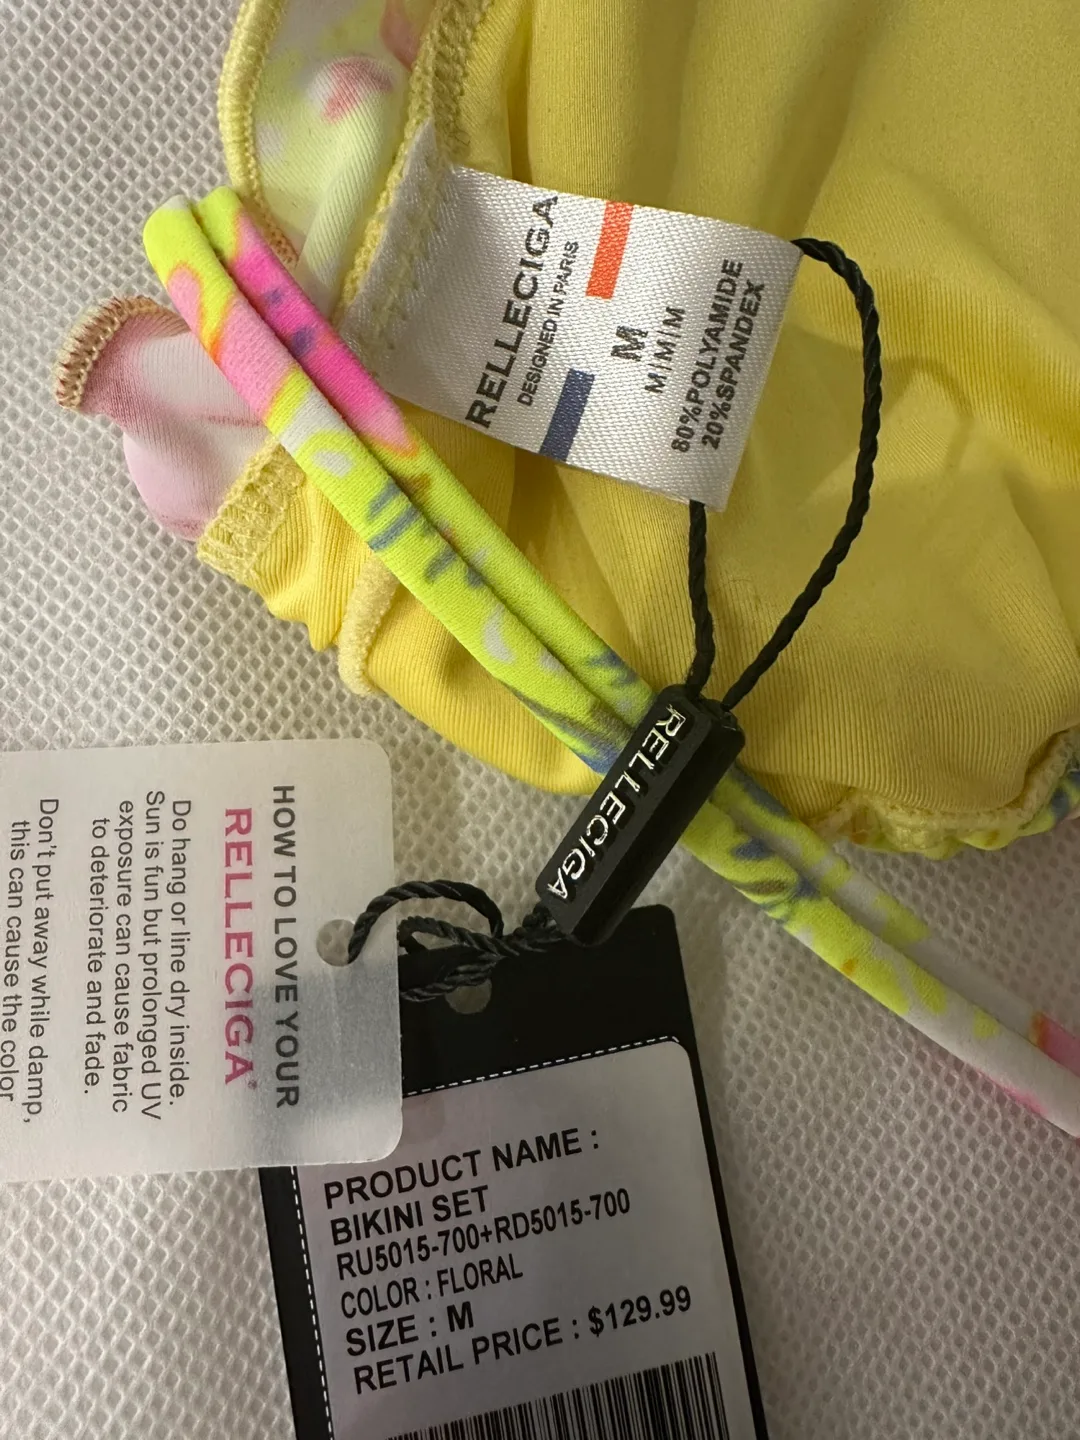 RELLECIGA
DESIGNED IN PARIS
M
M|M|M
80%POLYAMIDE
20%SPANDEX
RELLECIGA
HOW TO LOVE YOUR
RELLECIGA®
Do hang or line dry inside.
Sun is fun but prolonged UV
exposure can cause fabric
to deteriorate and fade.
Don't put away while damp,
this can cause the color
PRODUCT NAME :
BIKINI SET
RU5015-700+RD5015-700
COLOR : FLORAL
SIZE : M
RETAIL PRICE : $129.99